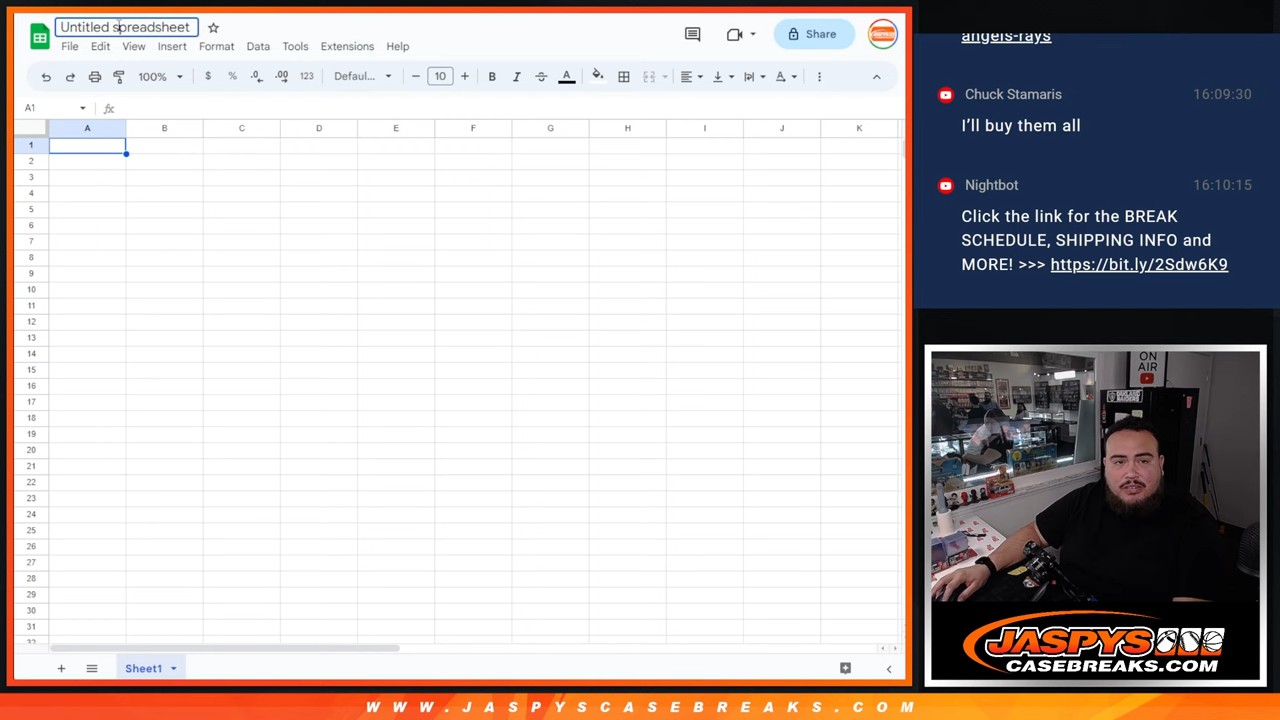 Untitled spreadsheet
File Edit View Insert Format Data Tools Extensions Help
Share
100% $ % .0 .00 123 Defaul... 10 B I A
A1 fx
A B C D E F G H I J K
1
2
3
4
5
6
7
8
9
10
11
12
13
14
15
16
17
18
19
20
21
22
23
24
25
26
27
28
29
30
31
32
Sheet1
angels-rays
Chuck Stamaris 16:09:30
I'll buy them all
Nightbot 16:10:15
Click the link for the BREAK
SCHEDULE, SHIPPING INFO and
MORE! >>> https://bit.ly/2Sdw6K9
ON
AIR
JASPYS
CASEBREAKS.COM
WWW.JASPYSCASEBREAKS.COM